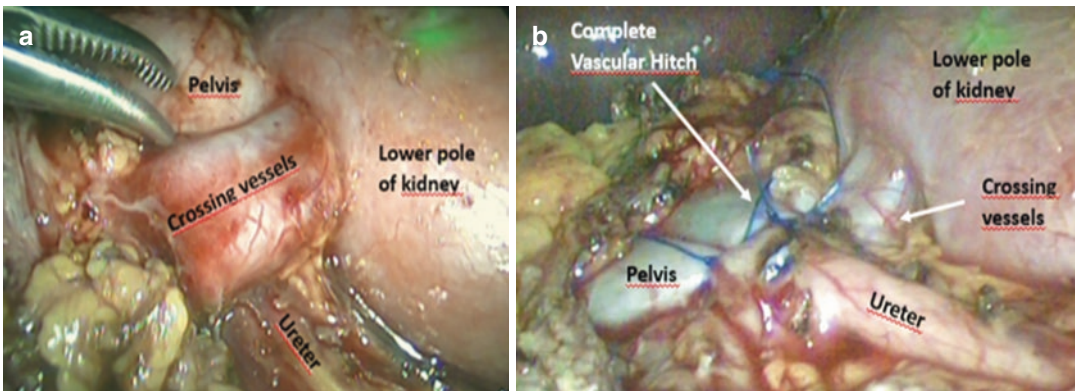 a
Pelvis
Crossing vessels
Lower pole
of kidney
Ureter
b
Complete
Vascular Hitch
Lower pole
of kidney
Crossing
vessels
Pelvis
Ureter